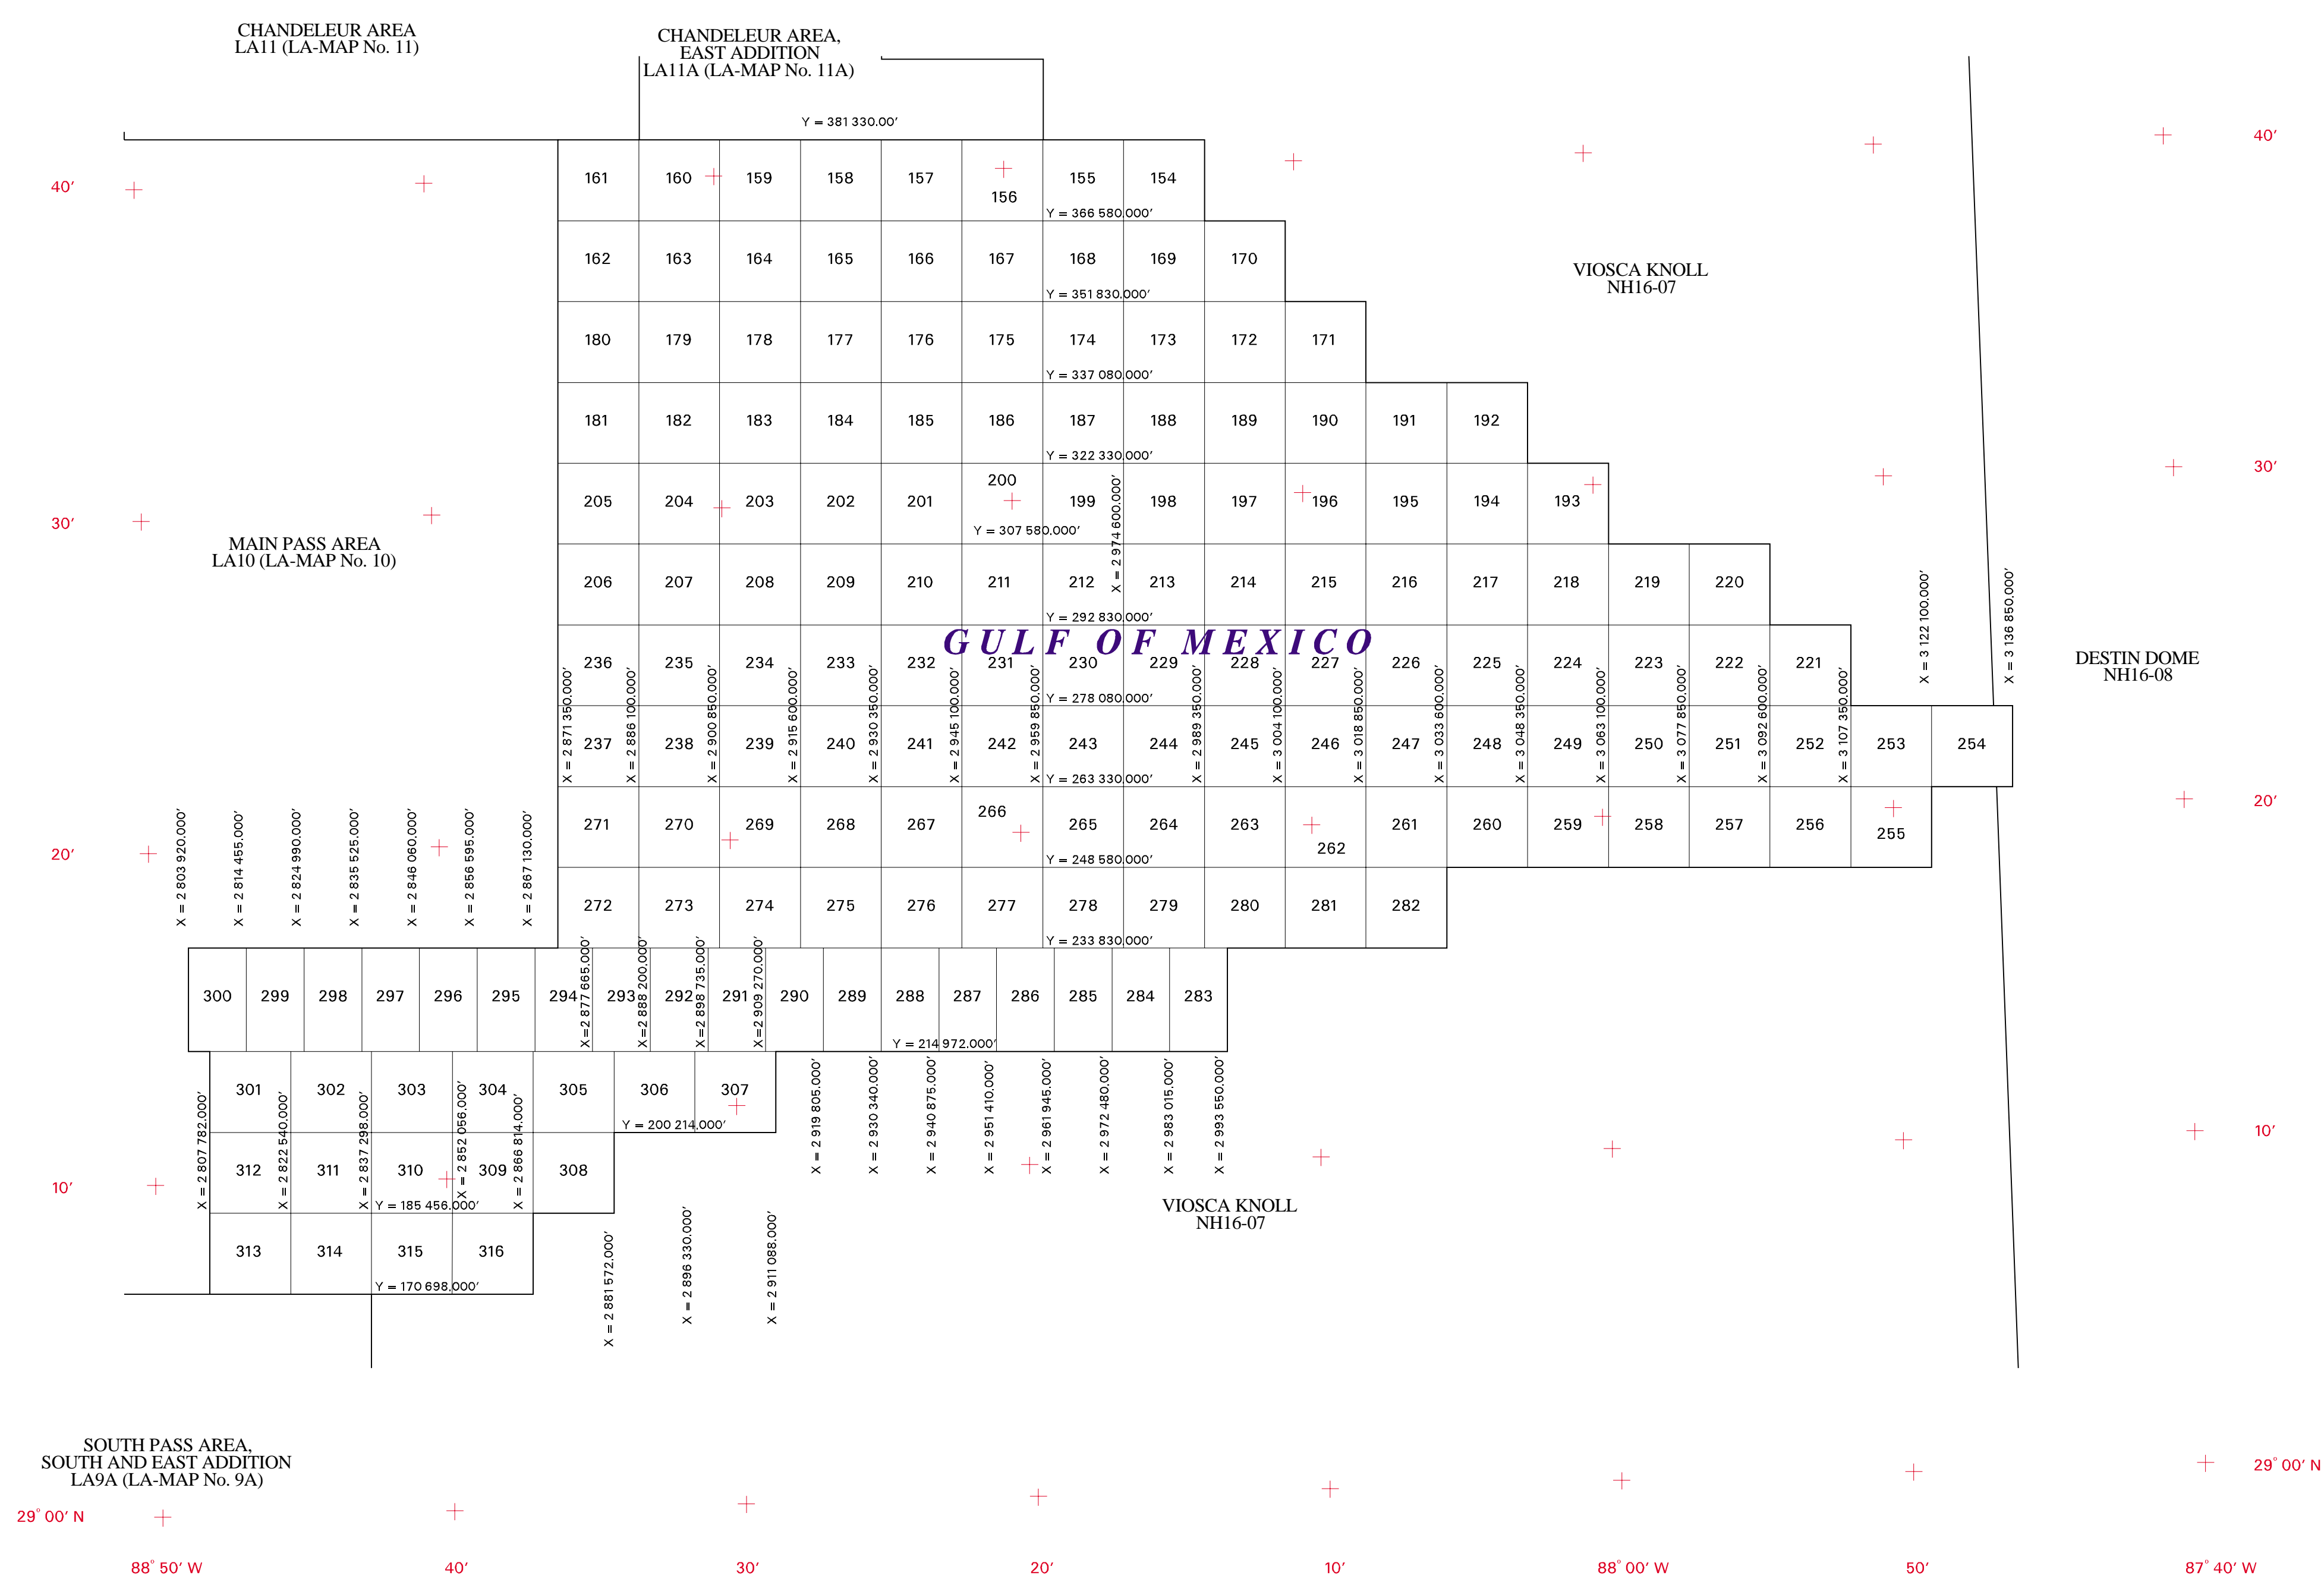 CHANDELEUR AREA
LA11 (LA-MAP No. 11)
CHANDELEUR AREA,
EAST ADDITION
LA11A (LA-MAP No. 11A)
Y = 381 330.00'
40'
40'
161 160 159 158 157 156 155 154
Y = 366 580.000'
162 163 164 165 166 167 168 169 170
VIOSCA KNOLL
NH16-07
Y = 351 830.000'
180 179 178 177 176 175 174 173 172 171
Y = 337 080.000'
181 182 183 184 185 186 187 188 189 190 191 192
Y = 322 330.000'
30'
30'
205 204 203 202 201 200 199 198 197 196 195 194 193
X = 2 974 600.000'
Y = 307 580.000'
MAIN PASS AREA
LA10 (LA-MAP No. 10)
206 207 208 209 210 211 212 213 214 215 216 217 218 219 220
Y = 292 830.000'
GULF OF MEXICO
X = 3 122 100.000'
X = 3 136 850.000'
DESTIN DOME
NH16-08
236 235 234 233 232 231 230 229 228 227 226 225 224 223 222 221
Y = 278 080.000'
X = 2 871 350.000'
X = 2 886 100.000'
X = 2 900 850.000'
X = 2 915 600.000'
X = 2 930 350.000'
X = 2 945 100.000'
X = 2 959 850.000'
X = 2 989 350.000'
X = 3 004 100.000'
X = 3 018 850.000'
X = 3 033 600.000'
X = 3 048 350.000'
X = 3 063 100.000'
X = 3 077 850.000'
X = 3 092 600.000'
X = 3 107 350.000'
237 238 239 240 241 242 243 244 245 246 247 248 249 250 251 252 253 254
Y = 263 330.000'
20'
20'
271 270 269 268 267 266 265 264 263 262 261 260 259 258 257 256 255
Y = 248 580.000'
X = 2 803 920.000'
X = 2 814 455.000'
X = 2 824 990.000'
X = 2 835 525.000'
X = 2 846 060.000'
X = 2 856 595.000'
X = 2 867 130.000'
272 273 274 275 276 277 278 279 280 281 282
Y = 233 830.000'
X =2 877 665.000'
X =2 888 200.000'
X =2 898 735.000'
X =2 909 270.000'
300 299 298 297 296 295 294 293 292 291 290 289 288 287 286 285 284 283
Y = 214 972.000'
301 302 303 304 305 306 307
Y = 200 214.000'
X = 2 807 782.000'
X = 2 822 540.000'
X = 2 837 298.000'
X = 2 852 056.000'
X = 2 866 814.000'
X = 2 919 805.000'
X = 2 930 340.000'
X = 2 940 875.000'
X = 2 951 410.000'
X = 2 961 945.000'
X = 2 972 480.000'
X = 2 983 015.000'
X = 2 993 550.000'
10'
10'
312 311 310 309 308
Y = 185 456.000'
VIOSCA KNOLL
NH16-07
313 314 315 316
Y = 170 698.000'
X = 2 881 572.000'
X = 2 896 330.000'
X = 2 911 088.000'
SOUTH PASS AREA,
SOUTH AND EAST ADDITION
LA9A (LA-MAP No. 9A)
29° 00' N
29° 00' N
88° 50' W 40' 30' 20' 10' 88° 00' W 50' 87° 40' W